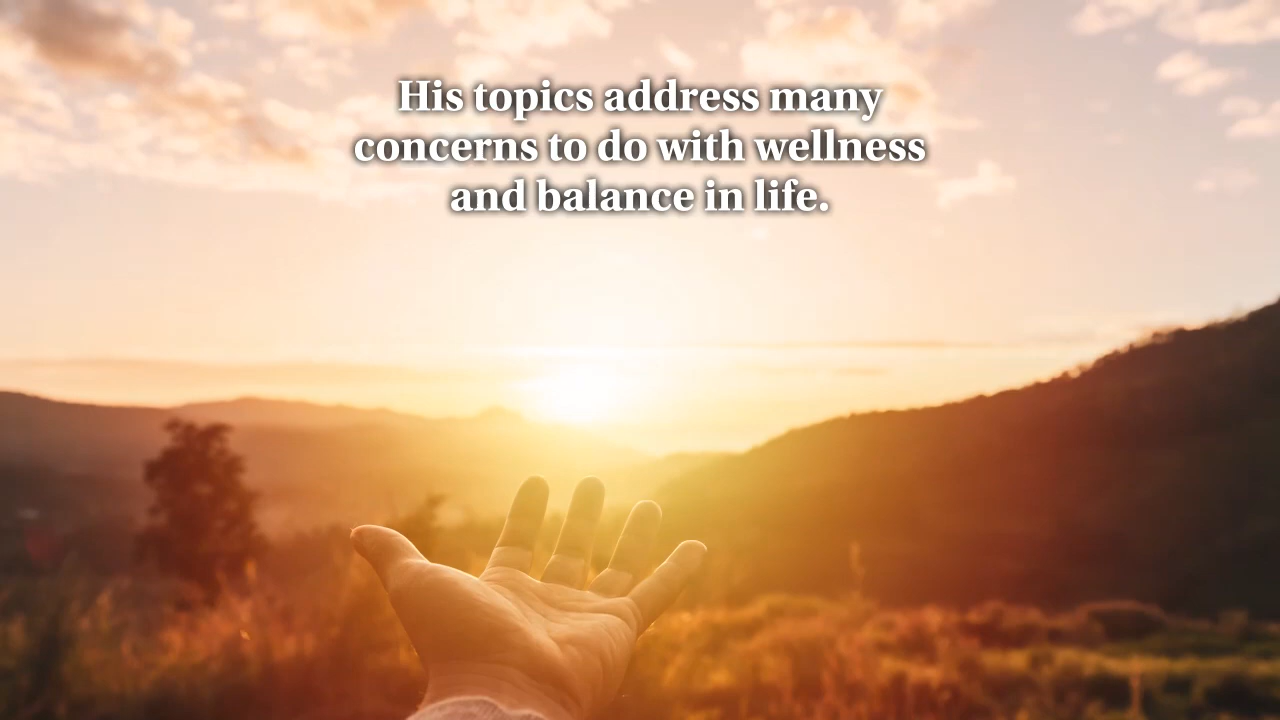 His topics address many
concerns to do with wellness
and balance in life.